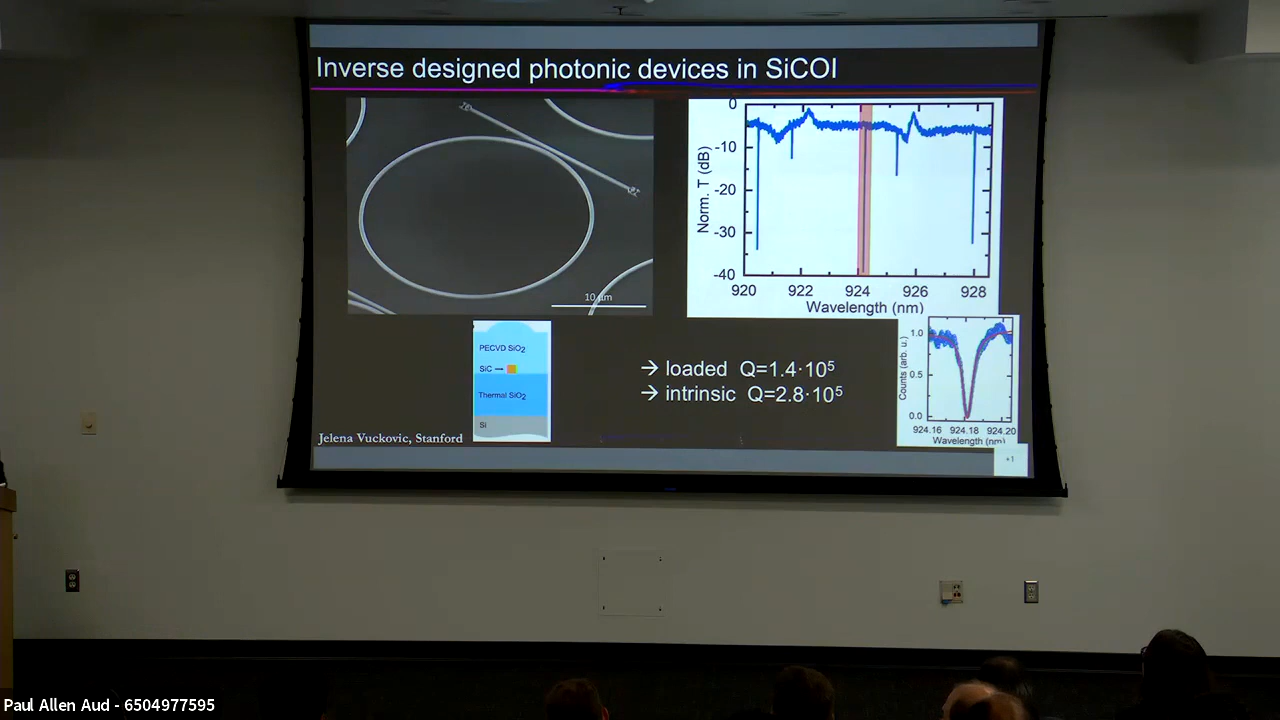 Inverse designed photonic devices in SiCOI
10 µm
Norm. T (dB)
0
-10
-20
-30
-40
920 922 924 926 928
Wavelength (nm)
PECVD SiO2
SiC →
Thermal SiO2
Si
→ loaded Q=1.4·10⁵
→ intrinsic Q=2.8·10⁵
Counts (arb. u.)
1.0
0.5
0.0
924.16 924.18 924.20
Wavelength (nm)
Jelena Vuckovic, Stanford
+1
Paul Allen Aud - 6504977595